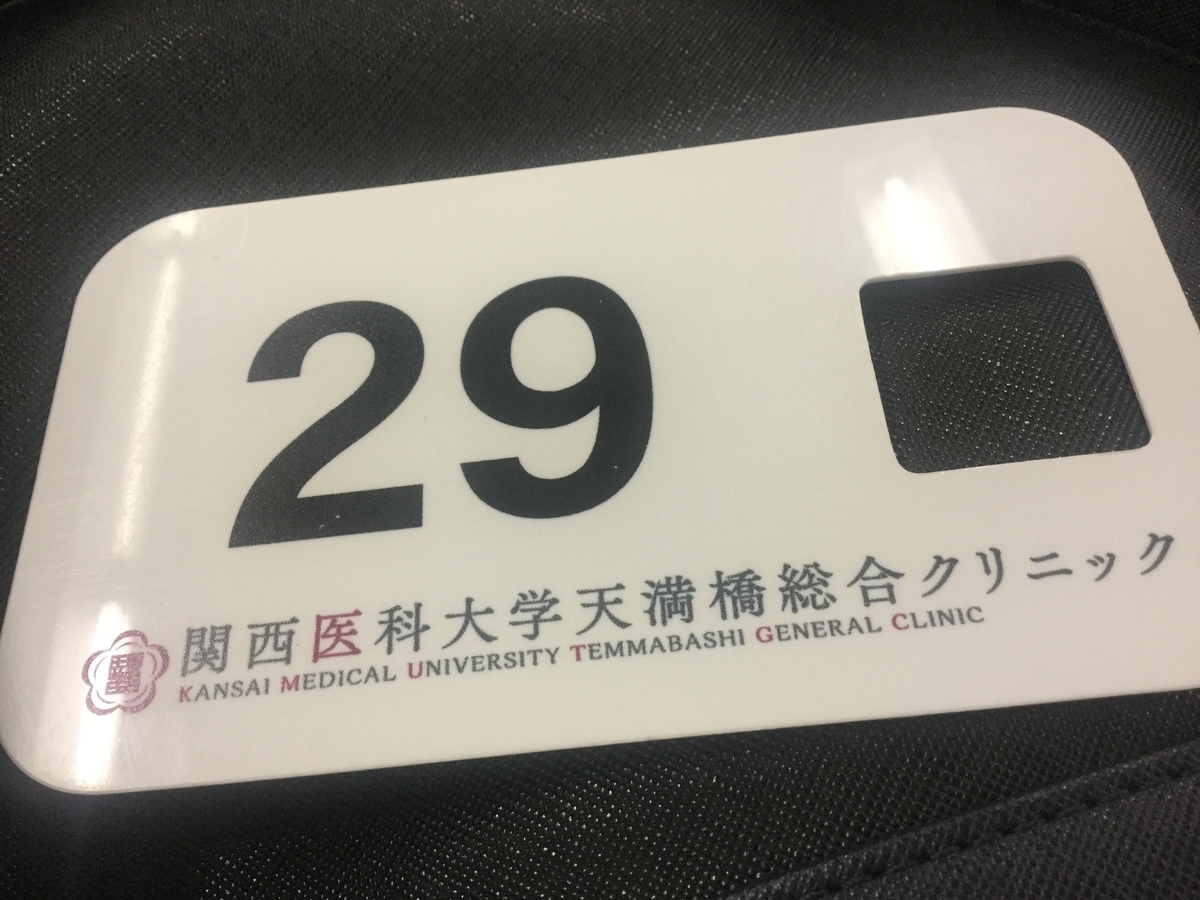 29
関西医科大学天満橋総合クリニック
KANSAI MEDICAL UNIVERSITY TEMMABASHI GENERAL CLINIC